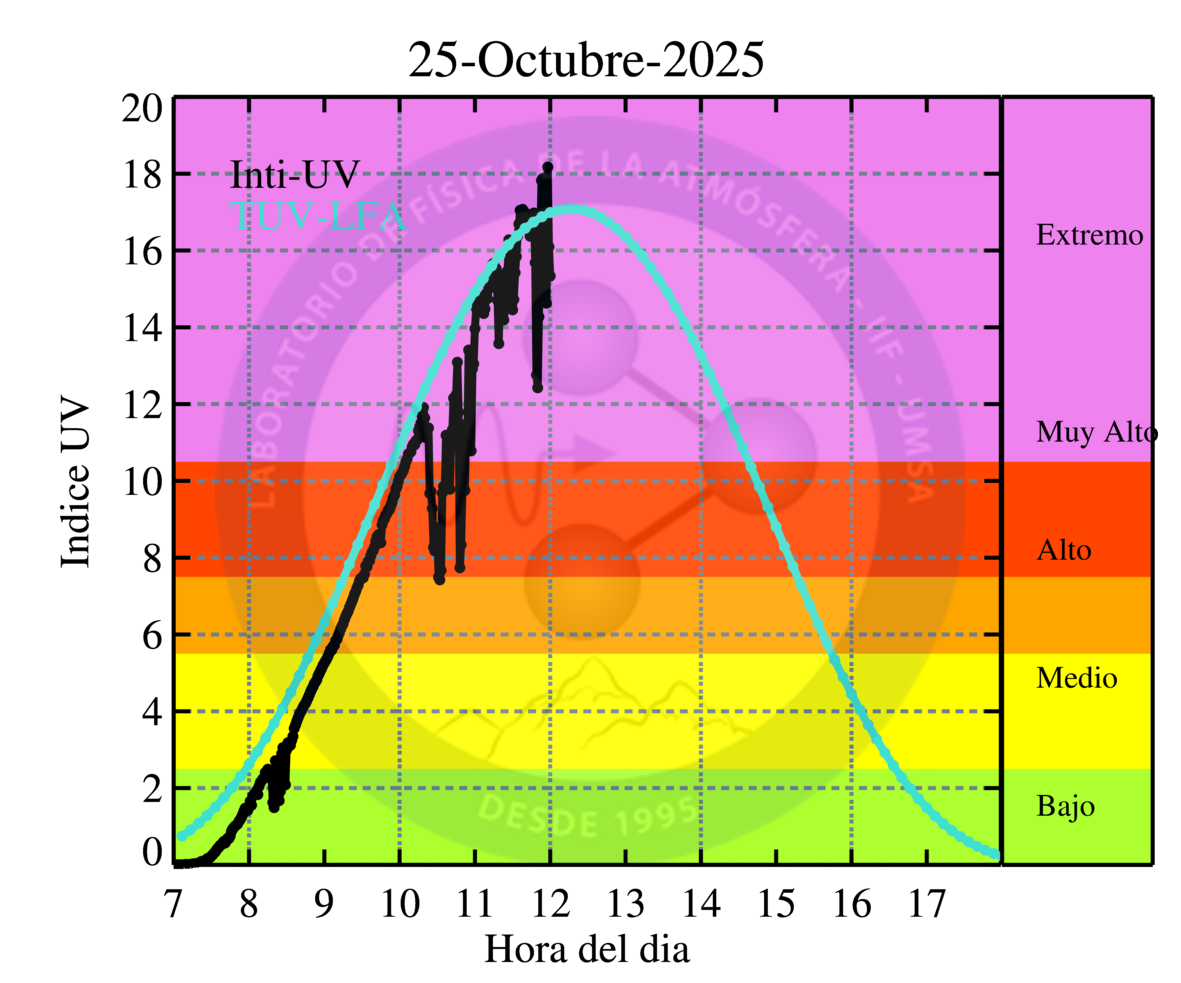 25-Octubre-2025
20
18
16
14
12
10
8
6
4
2
0
Indice UV
Inti-UV
TUV-LFA
LABORATORIO DE FÍSICA DE LA ATMÓSFERA - IIF - UMSA
DESDE 1995
Extremo
Muy Alto
Alto
Medio
Bajo
7 8 9 10 11 12 13 14 15 16 17
Hora del dia